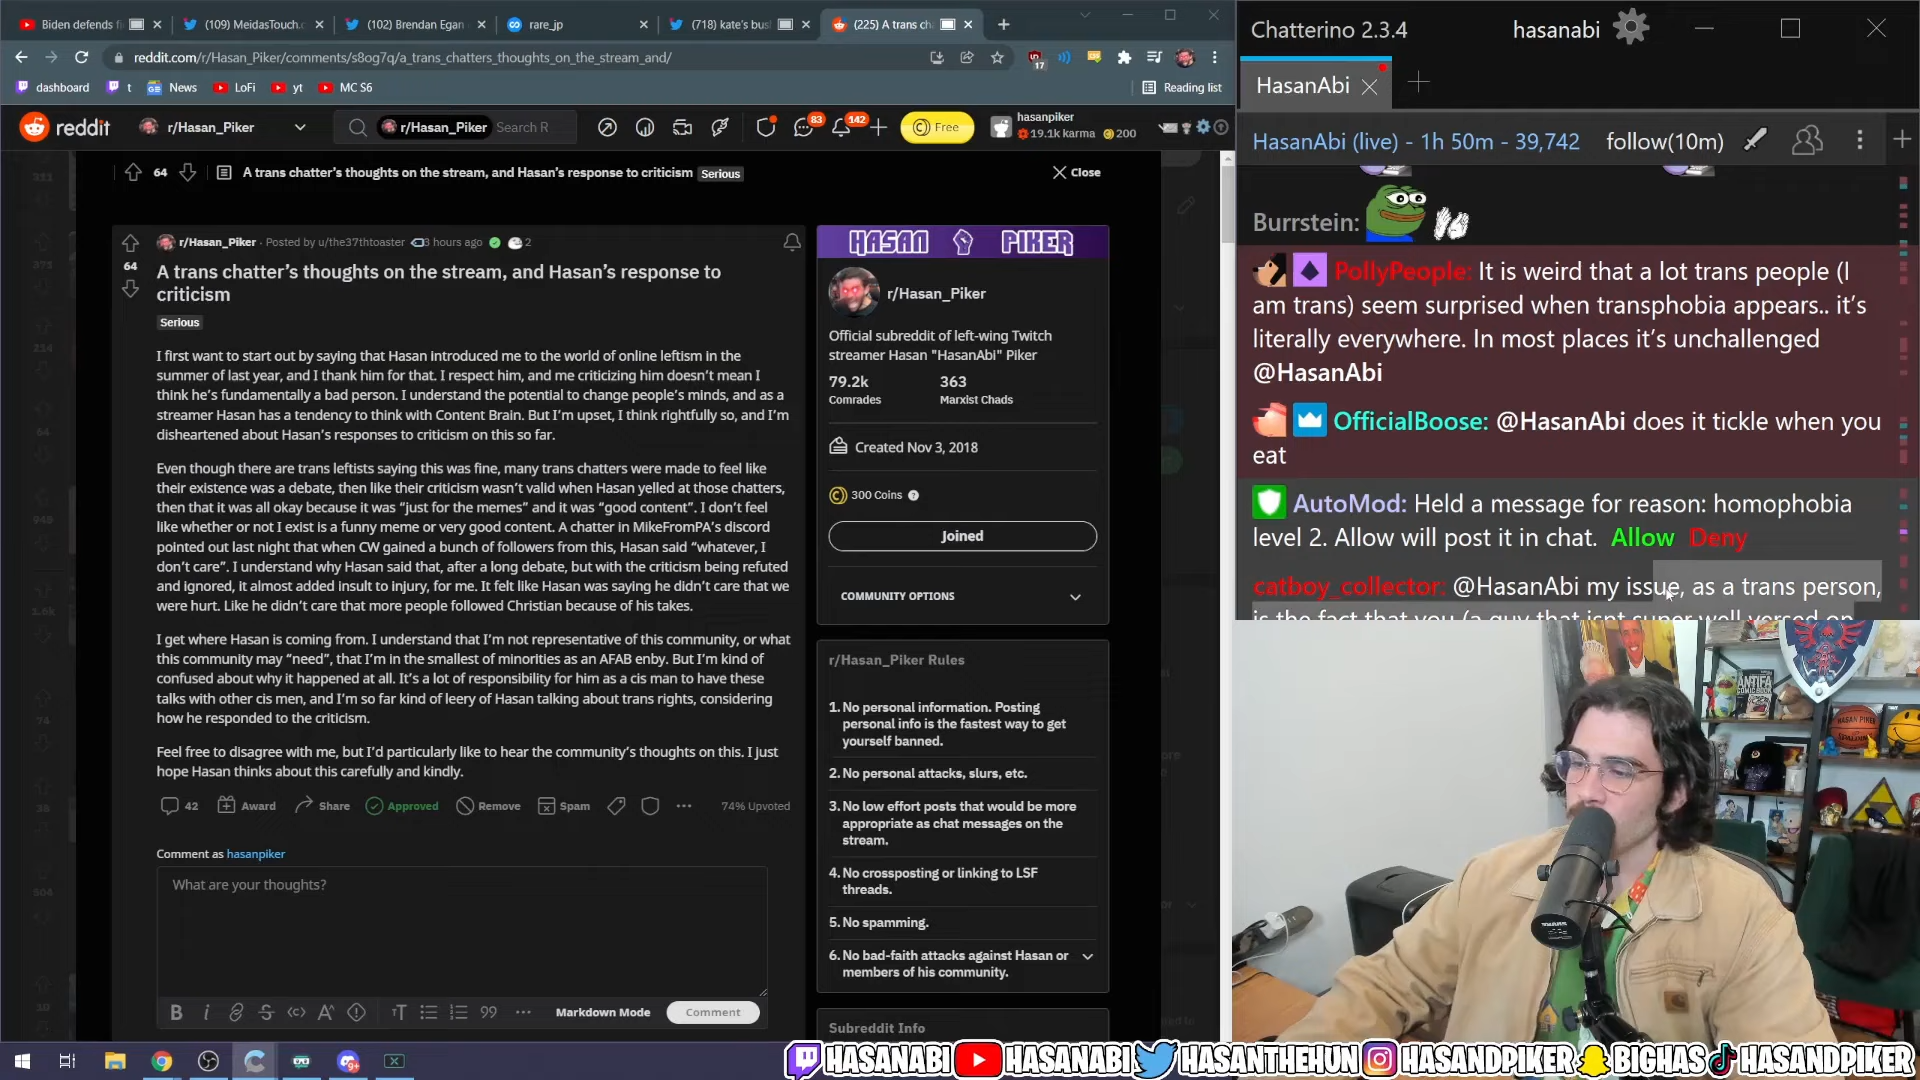 Biden defends fi
(109) MeidasTouch.c
(102) Brendan Egan
rare_jp
(718) kate's bus
(225) A trans ch
reddit.com/r/Hasan_Piker/comments/s8og7q/a_trans_chatters_thoughts_on_the_stream_and/
17
dashboard
t
News
LoFi
yt
MC S6
Reading list
reddit
r/Hasan_Piker
r/Hasan_Piker
Search R
83
142
Free
hasanpiker
19.1k karma
200
64
A trans chatter's thoughts on the stream, and Hasan's response to criticism
Serious
Close
r/Hasan_Piker · Posted by u/the37thtoaster
3 hours ago
2
64
A trans chatter's thoughts on the stream, and Hasan's response to
criticism
Serious
I first want to start out by saying that Hasan introduced me to the world of online leftism in the
summer of last year, and I thank him for that. I respect him, and me criticizing him doesn't mean I
think he's fundamentally a bad person. I understand the potential to change people's minds, and as a
streamer Hasan has a tendency to think with Content Brain. But I'm upset, I think rightfully so, and I'm
disheartened about Hasan's responses to criticism on this so far.
Even though there are trans leftists saying this was fine, many trans chatters were made to feel like
their existence was a debate, then like their criticism wasn't valid when Hasan yelled at those chatters,
then that it was all okay because it was "just for the memes" and it was "good content". I don't feel
like whether or not I exist is a funny meme or very good content. A chatter in MikeFromPA's discord
pointed out last night that when CW gained a bunch of followers from this, Hasan said "whatever, I
don't care". I understand why Hasan said that, after a long debate, but with the criticism being refuted
and ignored, it almost added insult to injury, for me. It felt like Hasan was saying he didn't care that we
were hurt. Like he didn't care that more people followed Christian because of his takes.
I get where Hasan is coming from. I understand that I'm not representative of this community, or what
this community may "need", that I'm in the smallest of minorities as an AFAB enby. But I'm kind of
confused about why it happened at all. It's a lot of responsibility for him as a cis man to have these
talks with other cis men, and I'm so far kind of leery of Hasan talking about trans rights, considering
how he responded to the criticism.
Feel free to disagree with me, but I'd particularly like to hear the community's thoughts on this. I just
hope Hasan thinks about this carefully and kindly.
42
Award
Share
Approved
Remove
Spam
74% Upvoted
Comment as hasanpiker
What are your thoughts?
Markdown Mode
Comment
HASAN PIKER
r/Hasan_Piker
Official subreddit of left-wing Twitch
streamer Hasan "HasanAbi" Piker
79.2k
Comrades
363
Marxist Chads
Created Nov 3, 2018
300 Coins
Joined
COMMUNITY OPTIONS
r/Hasan_Piker Rules
1. No personal information. Posting
personal info is the fastest way to get
yourself banned.
2. No personal attacks, slurs, etc.
3. No low effort posts that would be more
appropriate as chat messages on the
stream.
4. No crossposting or linking to LSF
threads.
5. No spamming.
6. No bad-faith attacks against Hasan or
members of his community.
Subreddit Info
Chatterino 2.3.4
hasanabi
HasanAbi
HasanAbi (live) - 1h 50m - 39,742
follow(10m)
Burrstein:
PollyPeople: It is weird that a lot trans people (I
am trans) seem surprised when transphobia appears.. it's
literally everywhere. In most places it's unchallenged
@HasanAbi
OfficialBoose: @HasanAbi does it tickle when you
eat
AutoMod: Held a message for reason: homophobia
level 2. Allow will post it in chat. Allow Deny
catboy_collector: @HasanAbi my issue, as a trans person,
is the fact that you (a guy that isnt super well versed on
ANTIFA
COMIC BOOK
HASAN PIKER
HASANABI
HASANABI
HASANTHEHUN
HASANDPIKER
BIGHAS
HASANDPIKER